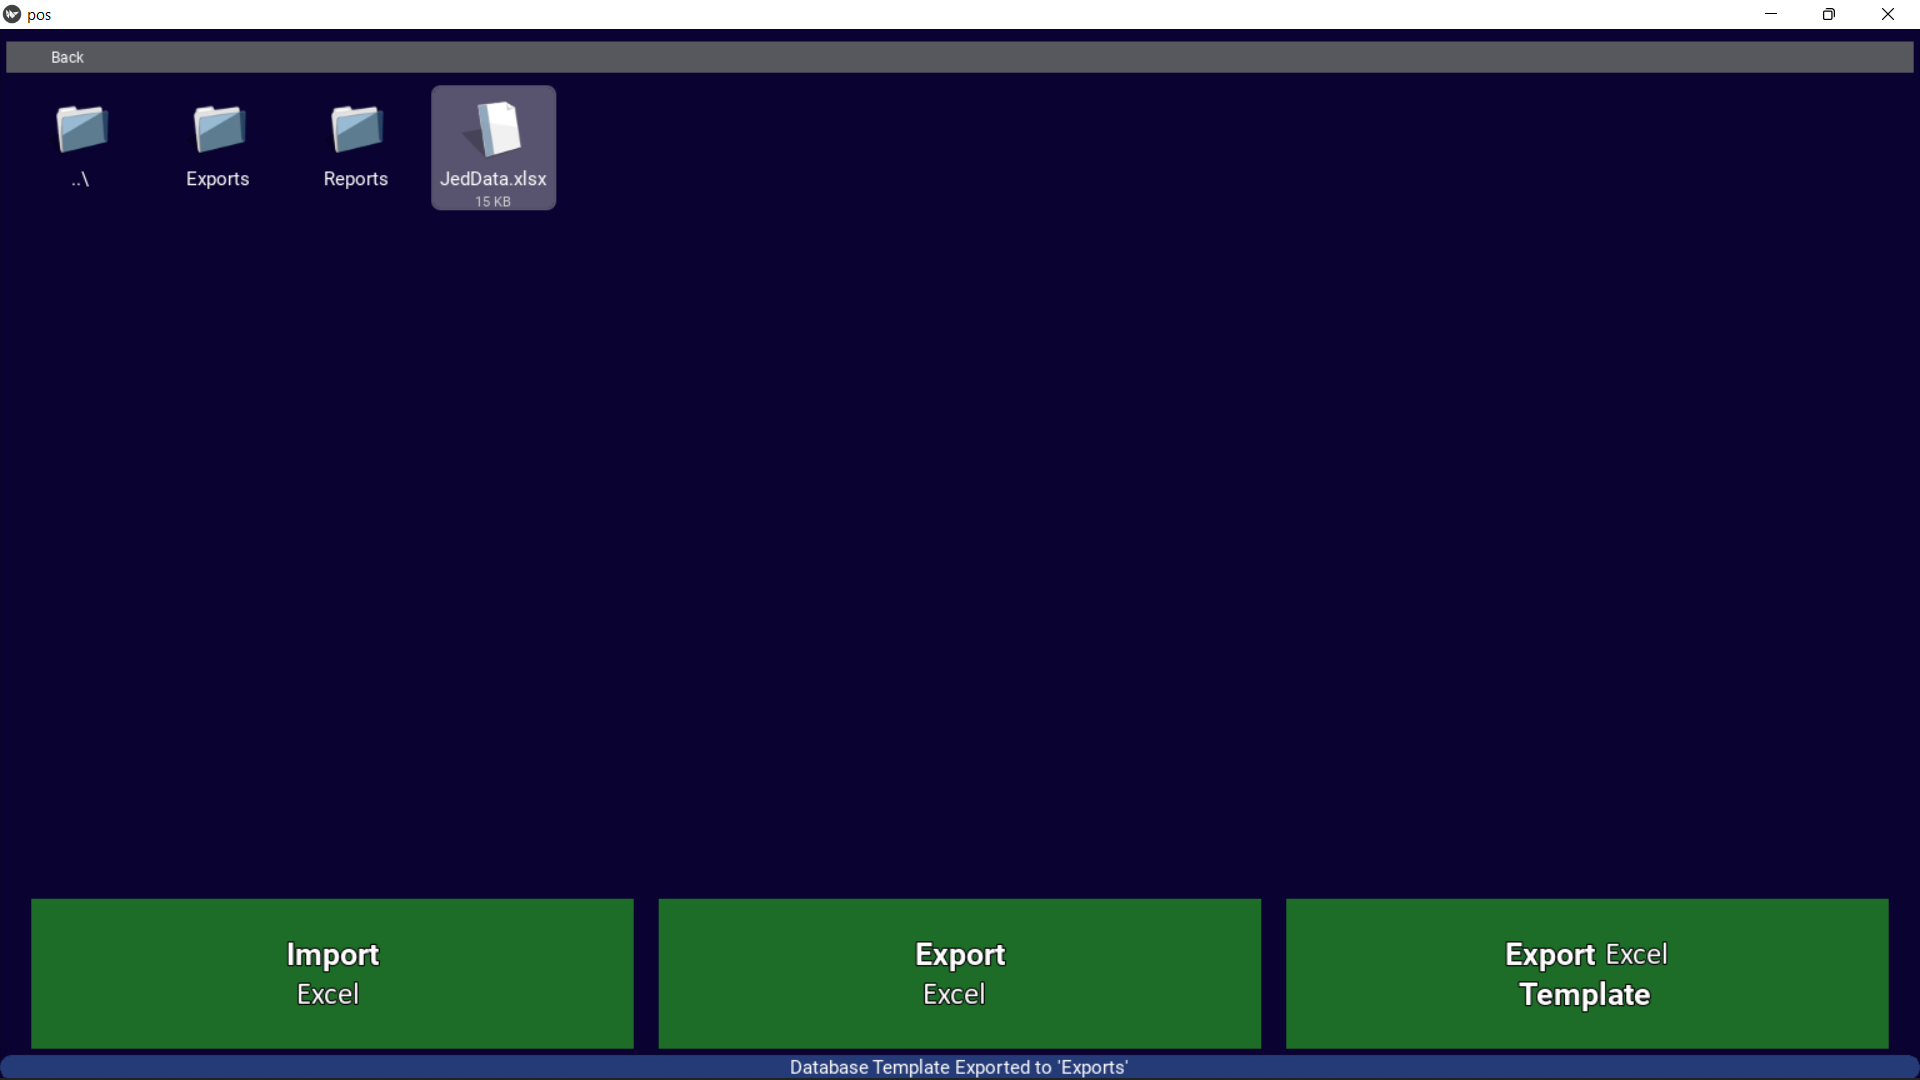 pos
Back
..\
Exports
Reports
JedData.xlsx
15 KB
Import
Excel
Export
Excel
Export Excel
Template
Database Template Exported to 'Exports'